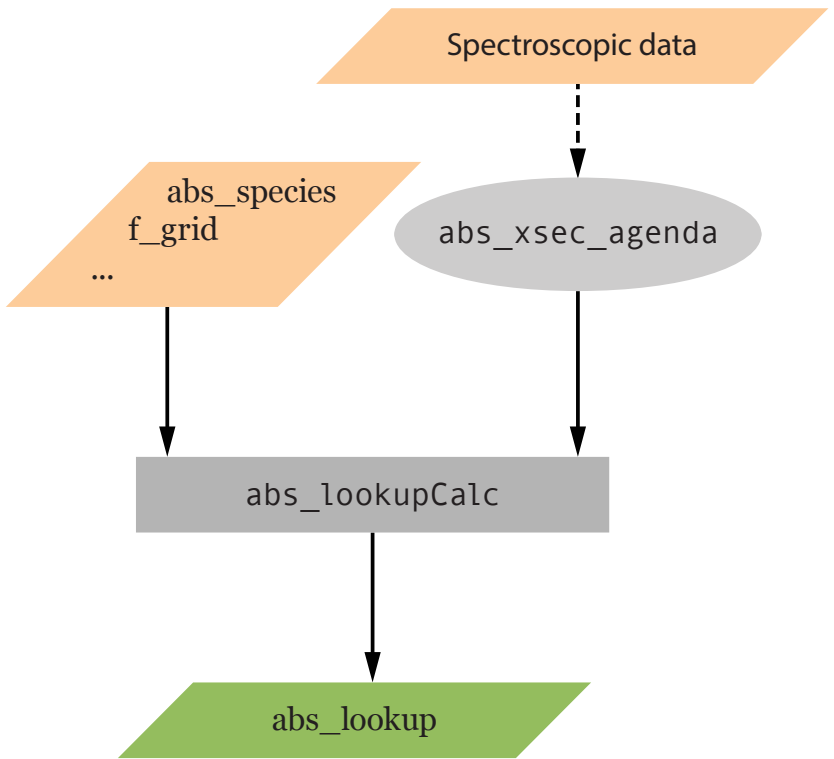 Spectroscopic data
abs_species
f_grid
...
abs_xsec_agenda
abs_lookupCalc
abs_lookup